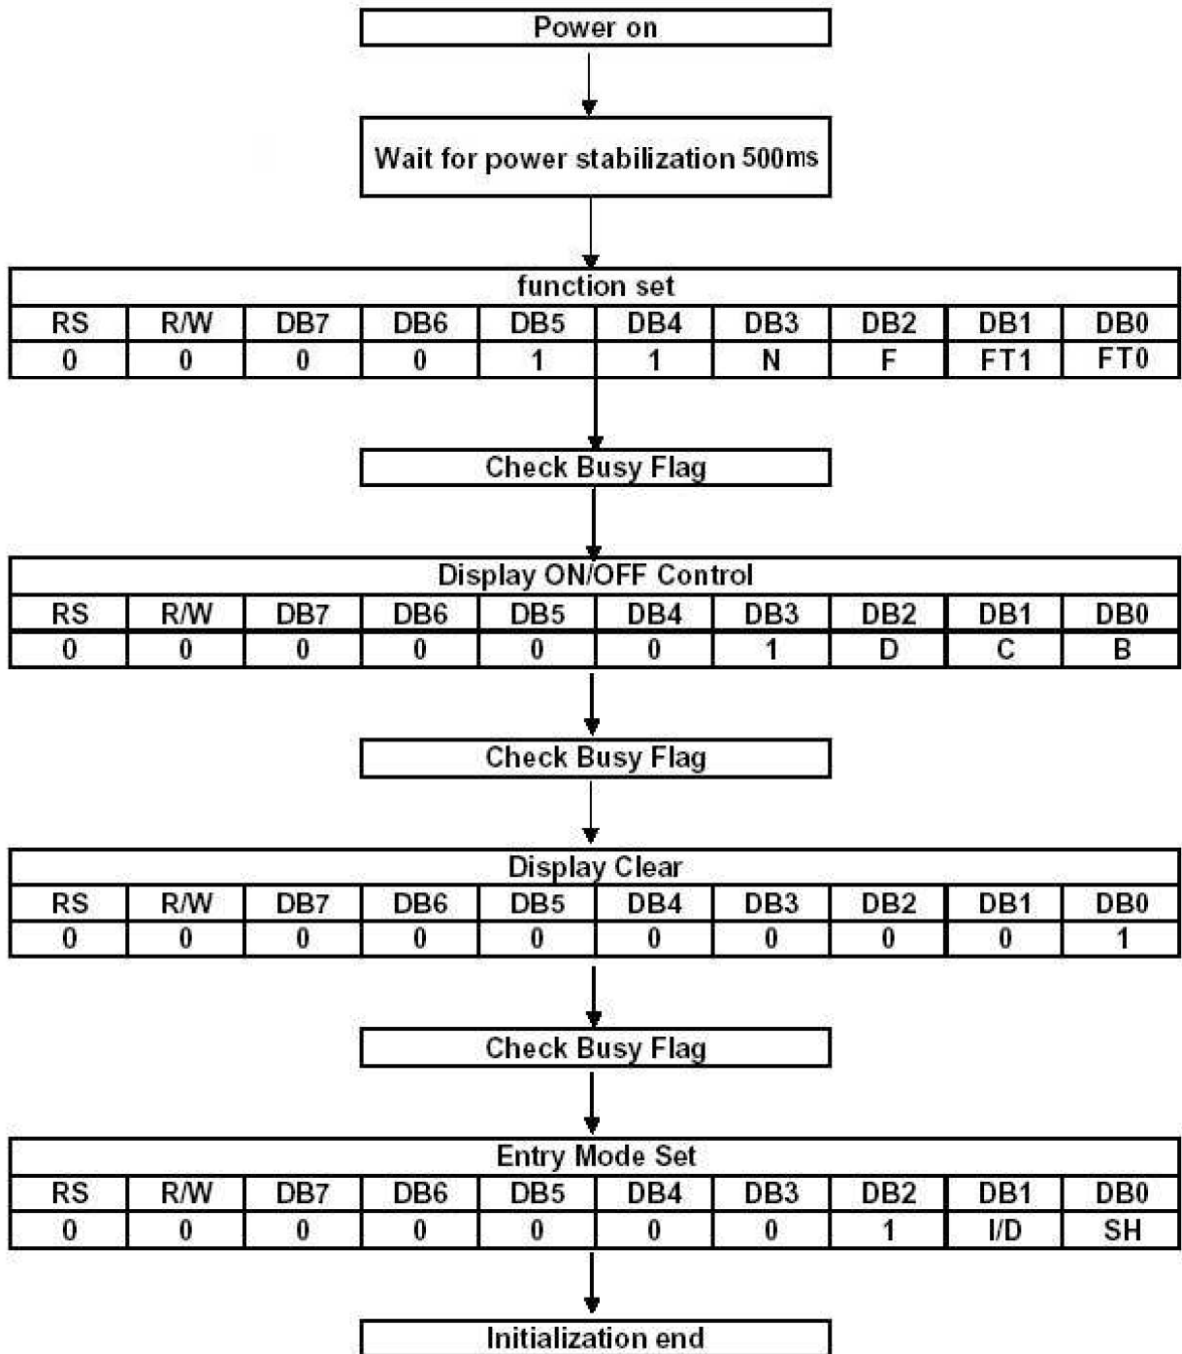 Power on
Wait for power stabilization 500ms
function set
RS R/W DB7 DB6 DB5 DB4 DB3 DB2 DB1 DB0
0 0 0 0 1 1 N F FT1 FT0
Check Busy Flag
Display ON/OFF Control
RS R/W DB7 DB6 DB5 DB4 DB3 DB2 DB1 DB0
0 0 0 0 0 0 1 D C B
Check Busy Flag
Display Clear
RS R/W DB7 DB6 DB5 DB4 DB3 DB2 DB1 DB0
0 0 0 0 0 0 0 0 0 1
Check Busy Flag
Entry Mode Set
RS R/W DB7 DB6 DB5 DB4 DB3 DB2 DB1 DB0
0 0 0 0 0 0 0 1 I/D SH
Initialization end